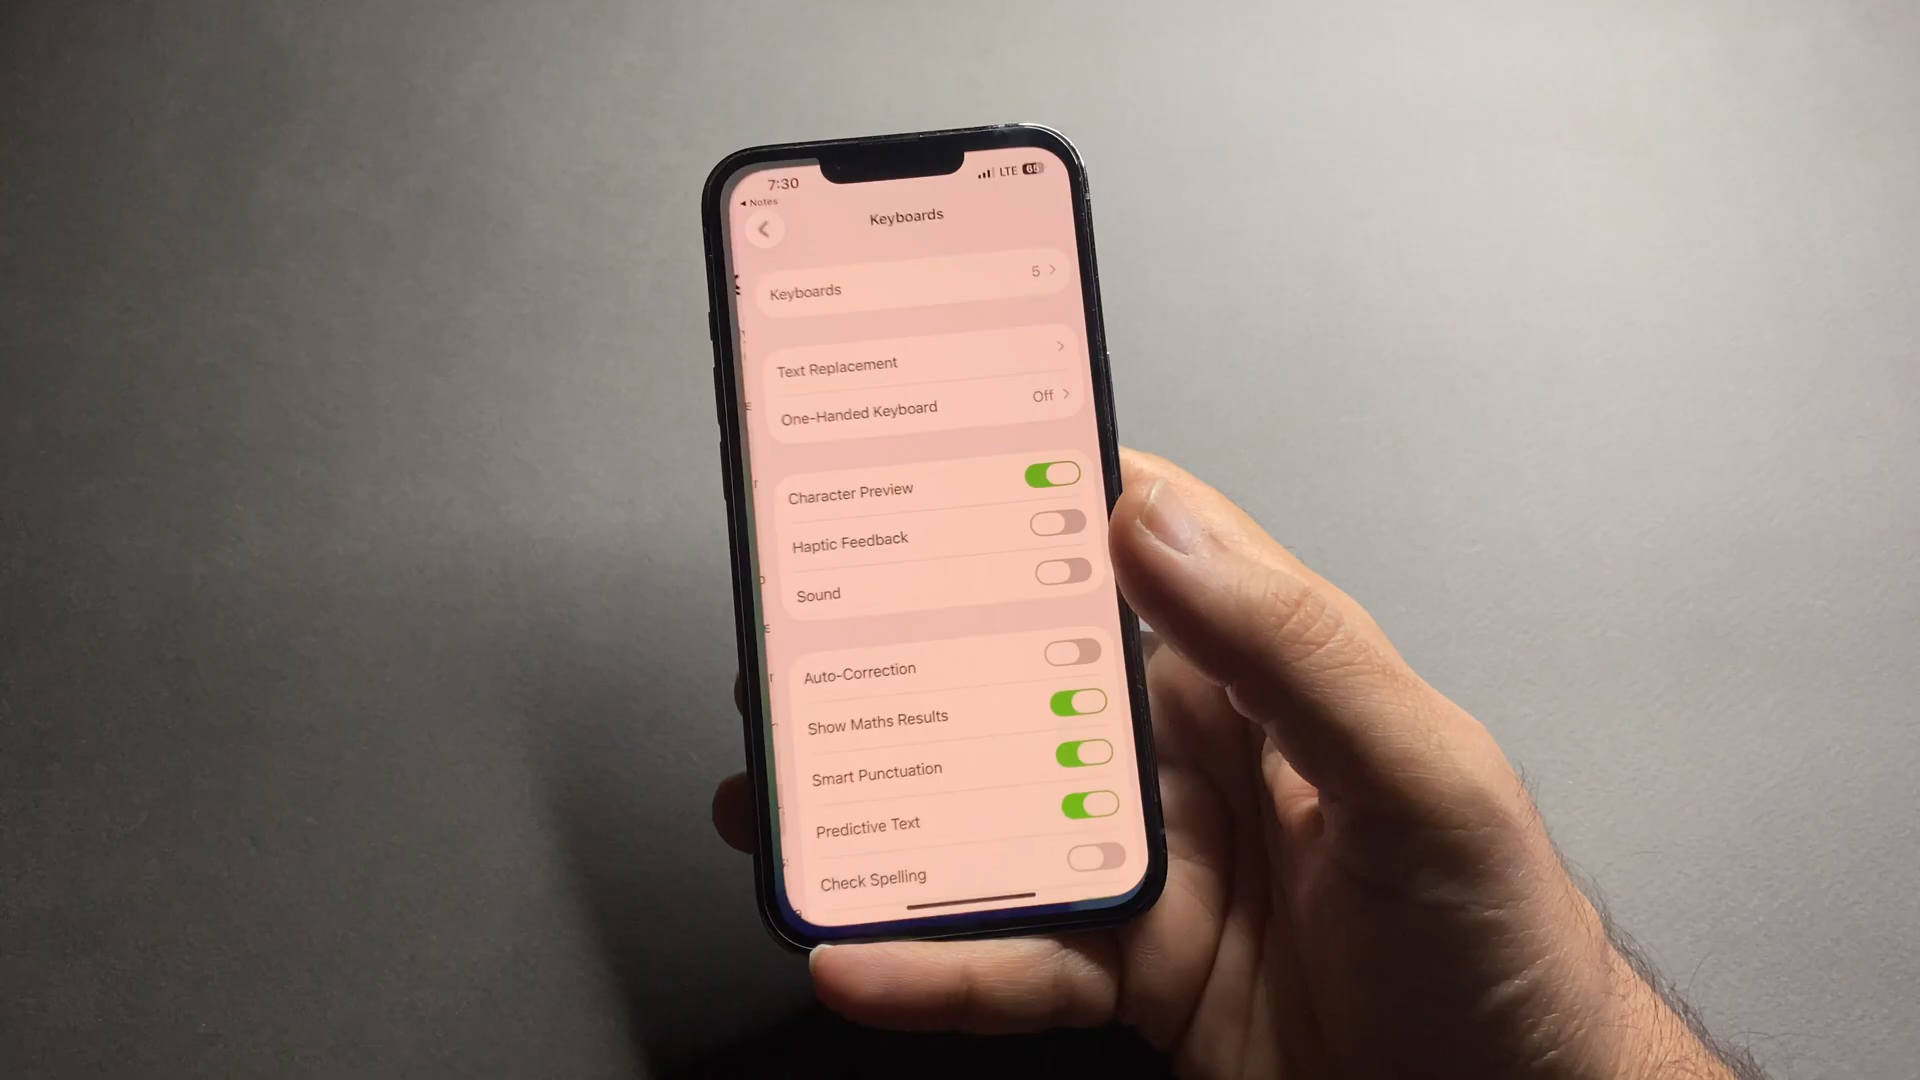 7:30
LTE 65
Notes
Keyboards
Keyboards 5
Text Replacement
One-Handed Keyboard Off
Character Preview
Haptic Feedback
Sound
Auto-Correction
Show Maths Results
Smart Punctuation
Predictive Text
Check Spelling